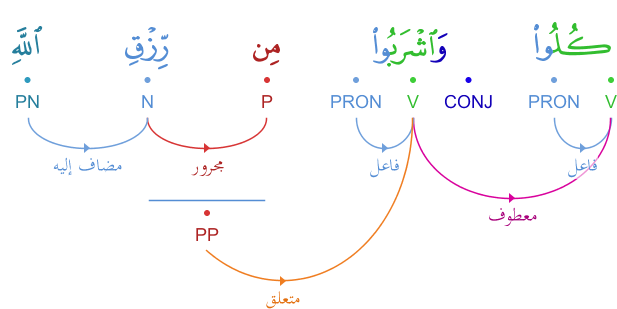 كُلُوا۟ وَٱشْرَبُوا۟ مِن رِّزْقِ ٱللَّهِ
V PRON CONJ V PRON P N PN
فاعل فاعل مجرور مضاف إليه
معطوف
PP
متعلق